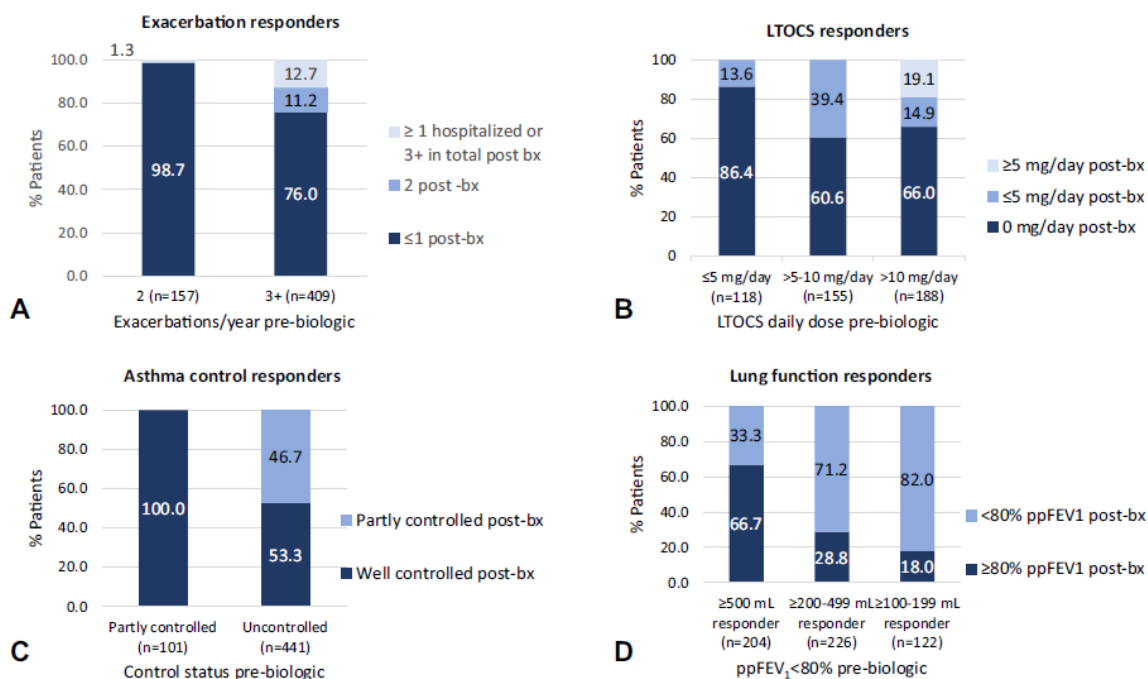 Exacerbation responders
1.3
100.0
80.0
60.0
40.0
20.0
0.0
% Patients
98.7
12.7
11.2
76.0
≥ 1 hospitalized or
3+ in total post bx
2 post -bx
≤1 post-bx
2 (n=157)
3+ (n=409)
Exacerbations/year pre-biologic
A
LTOCS responders
100
80
60
40
20
0
% Patients
13.6
86.4
39.4
60.6
19.1
14.9
66.0
≥5 mg/day post-bx
≤5 mg/day post-bx
0 mg/day post-bx
≤5 mg/day >5-10 mg/day >10 mg/day
(n=118) (n=155) (n=188)
LTOCS daily dose pre-biologic
B
Asthma control responders
100.0
80.0
60.0
40.0
20.0
0.0
% Patients
100.0
46.7
53.3
Partly controlled post-bx
Well controlled post-bx
Partly controlled Uncontrolled
(n=101) (n=441)
Control status pre-biologic
C
Lung function responders
100.0
80.0
60.0
40.0
20.0
0.0
% Patients
33.3
66.7
71.2
28.8
82.0
18.0
<80% ppFEV1 post-bx
≥80% ppFEV1 post-bx
≥500 mL ≥200-499 mL ≥100-199 mL
responder responder responder
(n=204) (n=226) (n=122)
ppFEV₁<80% pre-biologic
D